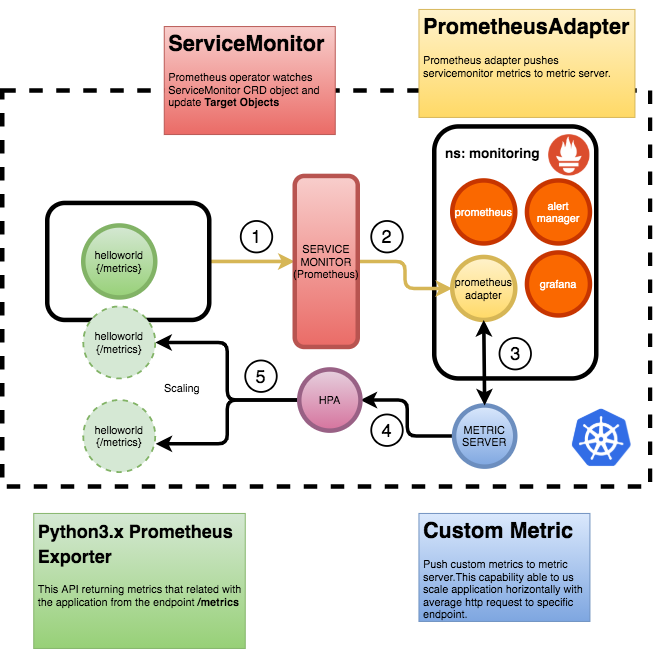 ServiceMonitor
Prometheus operator watches
ServiceMonitor CRD object and
update Target Objects
PrometheusAdapter
Prometheus adapter pushes
servicemonitor metrics to metric server.
ns: monitoring
prometheus
alert
manager
helloworld
{/metrics}
1
SERVICE
MONITOR
(Prometheus)
2
prometheus
adapter
grafana
helloworld
{/metrics}
3
Scaling
5
HPA
4
METRIC
SERVER
helloworld
{/metrics}
Python3.x Prometheus
Exporter
This API returning metrics that related with
the application from the endpoint /metrics
Custom Metric
Push custom metrics to metric
server.This capability able to us
scale application horizontally with
average http request to specific
endpoint.